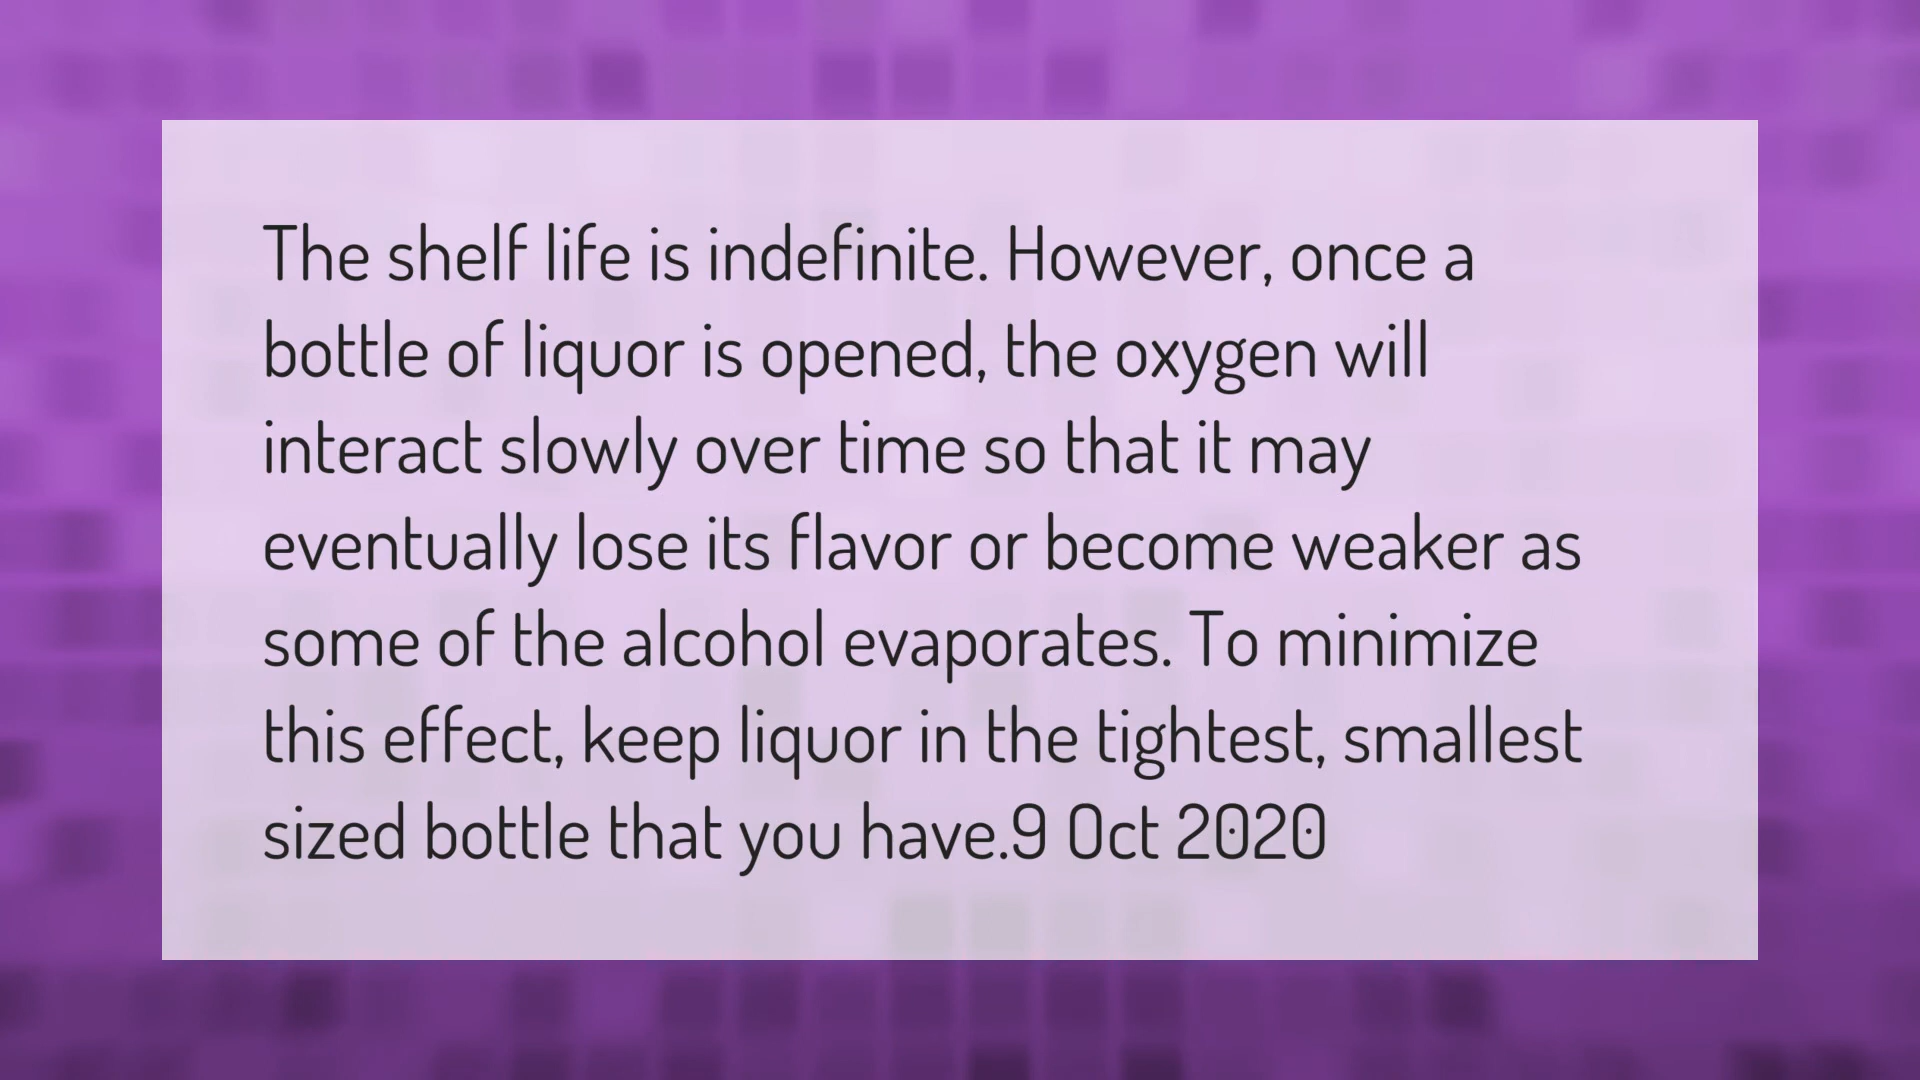 The shelf life is indefinite. However, once a
bottle of liquor is opened, the oxygen will
interact slowly over time so that it may
eventually lose its flavor or become weaker as
some of the alcohol evaporates. To minimize
this effect, keep liquor in the tightest, smallest
sized bottle that you have.9 Oct 2020